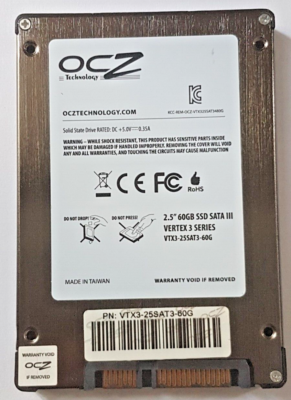 OCZ
Technology
OCZTECHNOLOGY.COM
Solid State Drive RATED: DC +5.0V 0.35A
WARNING – WHILE SHOCK RESISTANT, THIS PRODUCT HAS SENSITIVE PARTS INSIDE
WHICH MAY BE DAMAGED IF HANDLED IMPROPERLY. REMOVING THE COVER WILL VOID
ANY AND ALL WARRANTIES, AND TOUCHING THE CIRCUITS MAY CAUSE MALFUNCTION
CE FC
RoHS
DO NOT DROP!
DO NOT PRESS!
2.5" 60GB SSD SATA III
VERTEX 3 SERIES
VTX3-25SAT3-60G
MADE IN TAIWAN
WARRANTY VOID IF REMOVED
PN: VTX3-25SAT3-60G
WARRANTY VOID
OCZ
IF REMOVED